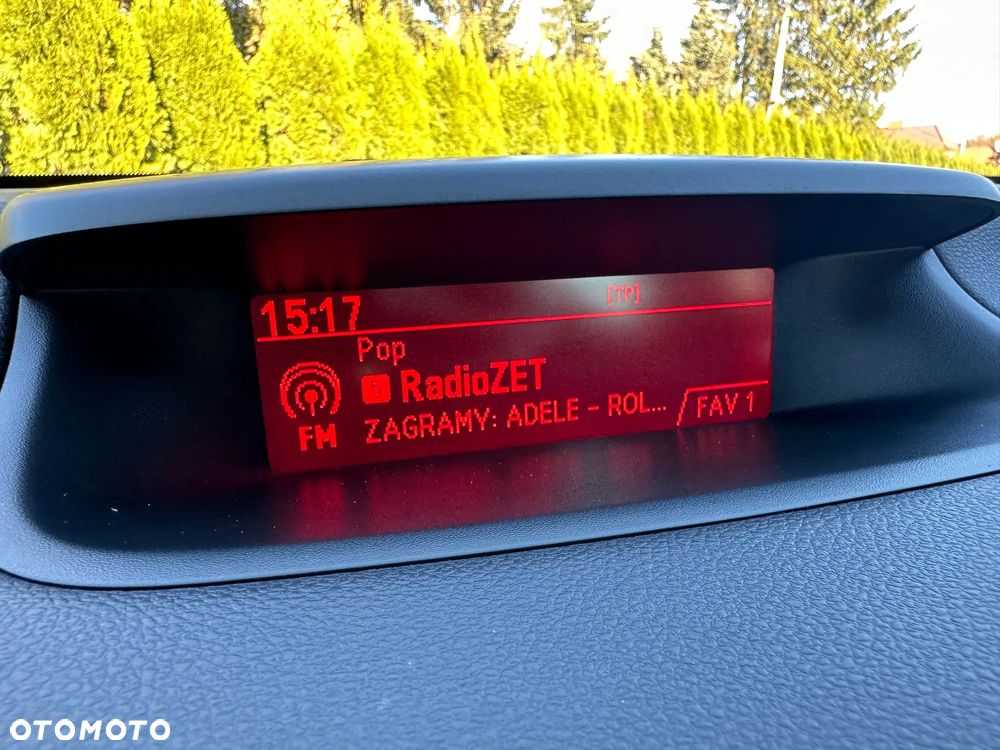 15:17 [TP]
Pop
RadioZET
ZAGRAMY: ADELE - ROL...
FM
FAV 1
OTOMOTO